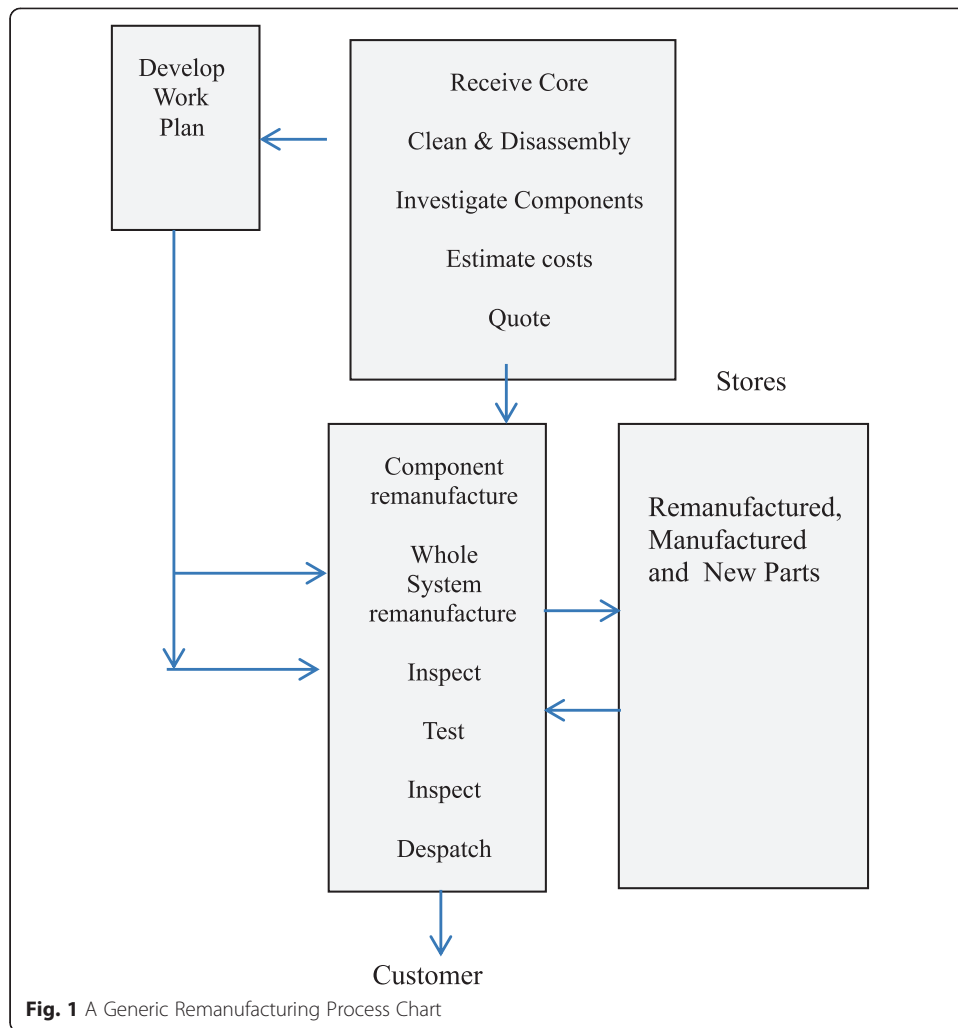 Develop
Work
Plan
Receive Core
Clean & Disassembly
Investigate Components
Estimate costs
Quote
Stores
Component
remanufacture
Whole
System
remanufacture
Inspect
Test
Inspect
Despatch
Remanufactured,
Manufactured
and New Parts
Customer
Fig. 1 A Generic Remanufacturing Process Chart